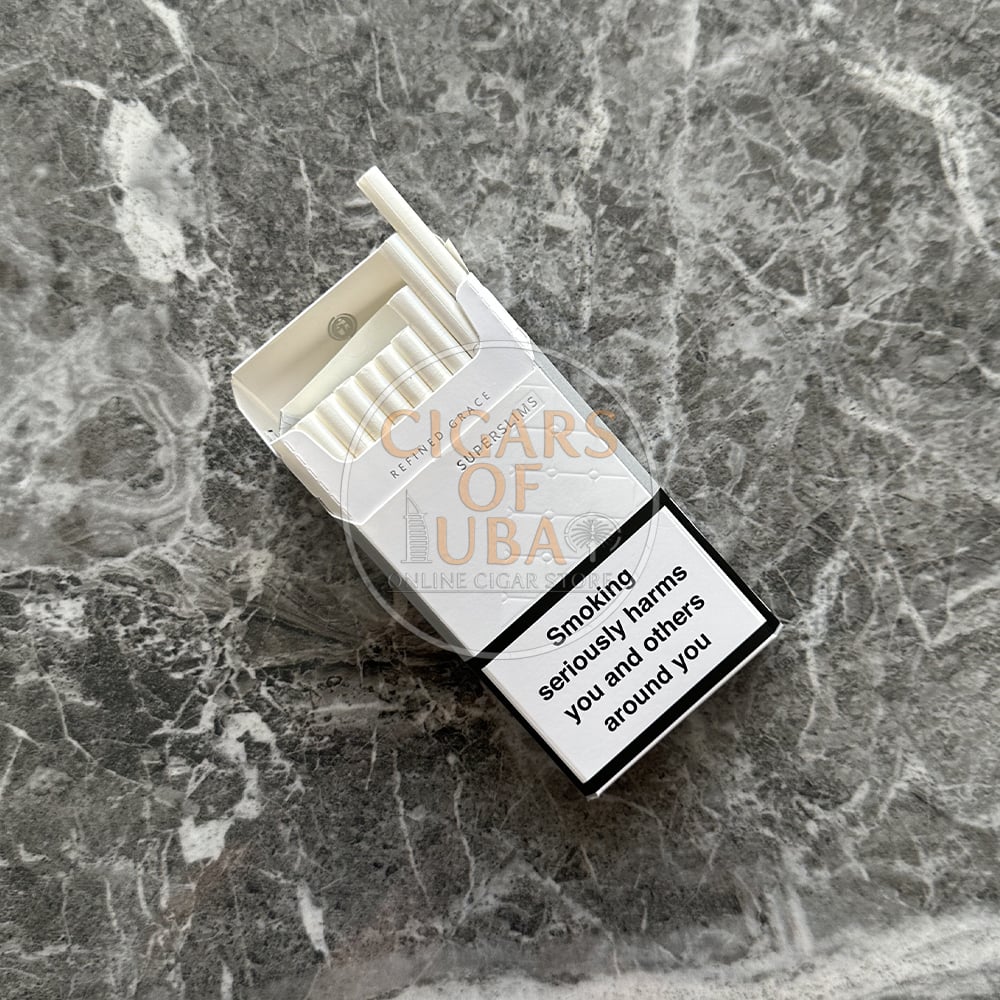 REFINED GRACE
SUPERSLIMS
CIGARS
OF
UBA
ONLINE CIGAR STORE
Smoking
seriously harms
you and others
around you